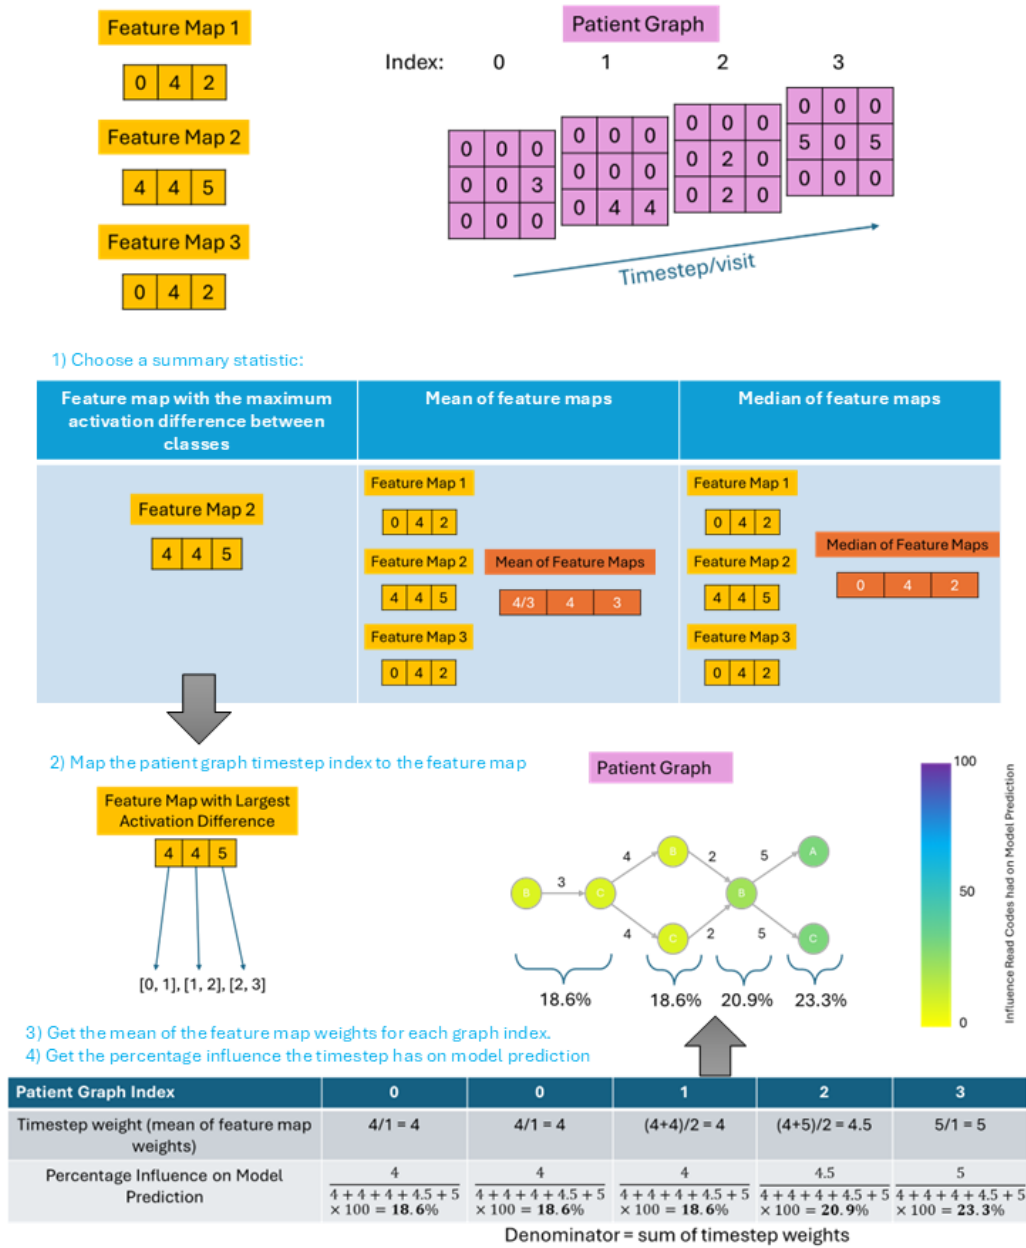 Feature Map 1
0 4 2
Feature Map 2
4 4 5
Feature Map 3
0 4 2
Patient Graph
Index: 0 1 2 3
0 0 0
0 0 3
0 0 0
0 0 0
0 0 0
0 4 4
0 0 0
0 2 0
0 2 0
0 0 0
5 0 5
0 0 0
Timestep/visit
1) Choose a summary statistic:
Feature map with the maximum
activation difference between
classes
Mean of feature maps
Median of feature maps
Feature Map 2
4 4 5
Feature Map 1
0 4 2
Feature Map 2
4 4 5
Feature Map 3
0 4 2
Mean of Feature Maps
4/3 4 3
Feature Map 1
0 4 2
Feature Map 2
4 4 5
Feature Map 3
0 4 2
Median of Feature Maps
0 4 2
2) Map the patient graph timestep index to the feature map
Feature Map with Largest
Activation Difference
4 4 5
[0, 1], [1, 2], [2, 3]
Patient Graph
B 3 C
4 B 2
4 C 2
B
5 A
5 C
18.6% 18.6% 20.9% 23.3%
100
50
0
Influence Read Codes had on Model Prediction
3) Get the mean of the feature map weights for each graph index.
4) Get the percentage influence the timestep has on model prediction
Patient Graph Index 0 0 1 2 3
Timestep weight (mean of feature map
weights)
4/1 = 4 4/1 = 4 (4+4)/2 = 4 (4+5)/2 = 4.5 5/1 = 5
Percentage Influence on Model
Prediction
4
4 + 4 + 4 + 4.5 + 5
× 100 = 18.6%
4
4 + 4 + 4 + 4.5 + 5
× 100 = 18.6%
4
4 + 4 + 4 + 4.5 + 5
× 100 = 18.6%
4.5
4 + 4 + 4 + 4.5 + 5
× 100 = 20.9%
5
4 + 4 + 4 + 4.5 + 5
× 100 = 23.3%
Denominator = sum of timestep weights